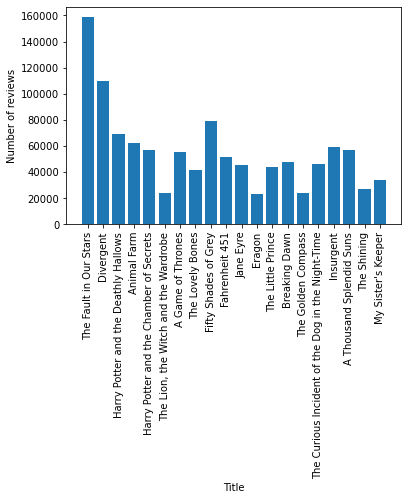 160000
140000
120000
100000
80000
60000
40000
20000
0
Number of reviews
The Fault in Our Stars
Divergent
Harry Potter and the Deathly Hallows
Animal Farm
Harry Potter and the Chamber of Secrets
The Lion, the Witch and the Wardrobe
A Game of Thrones
The Lovely Bones
Fifty Shades of Grey
Fahrenheit 451
Jane Eyre
Eragon
The Little Prince
Breaking Dawn
The Golden Compass
The Curious Incident of the Dog in the Night-Time
Insurgent
A Thousand Splendid Suns
The Shining
My Sister's Keeper
Title